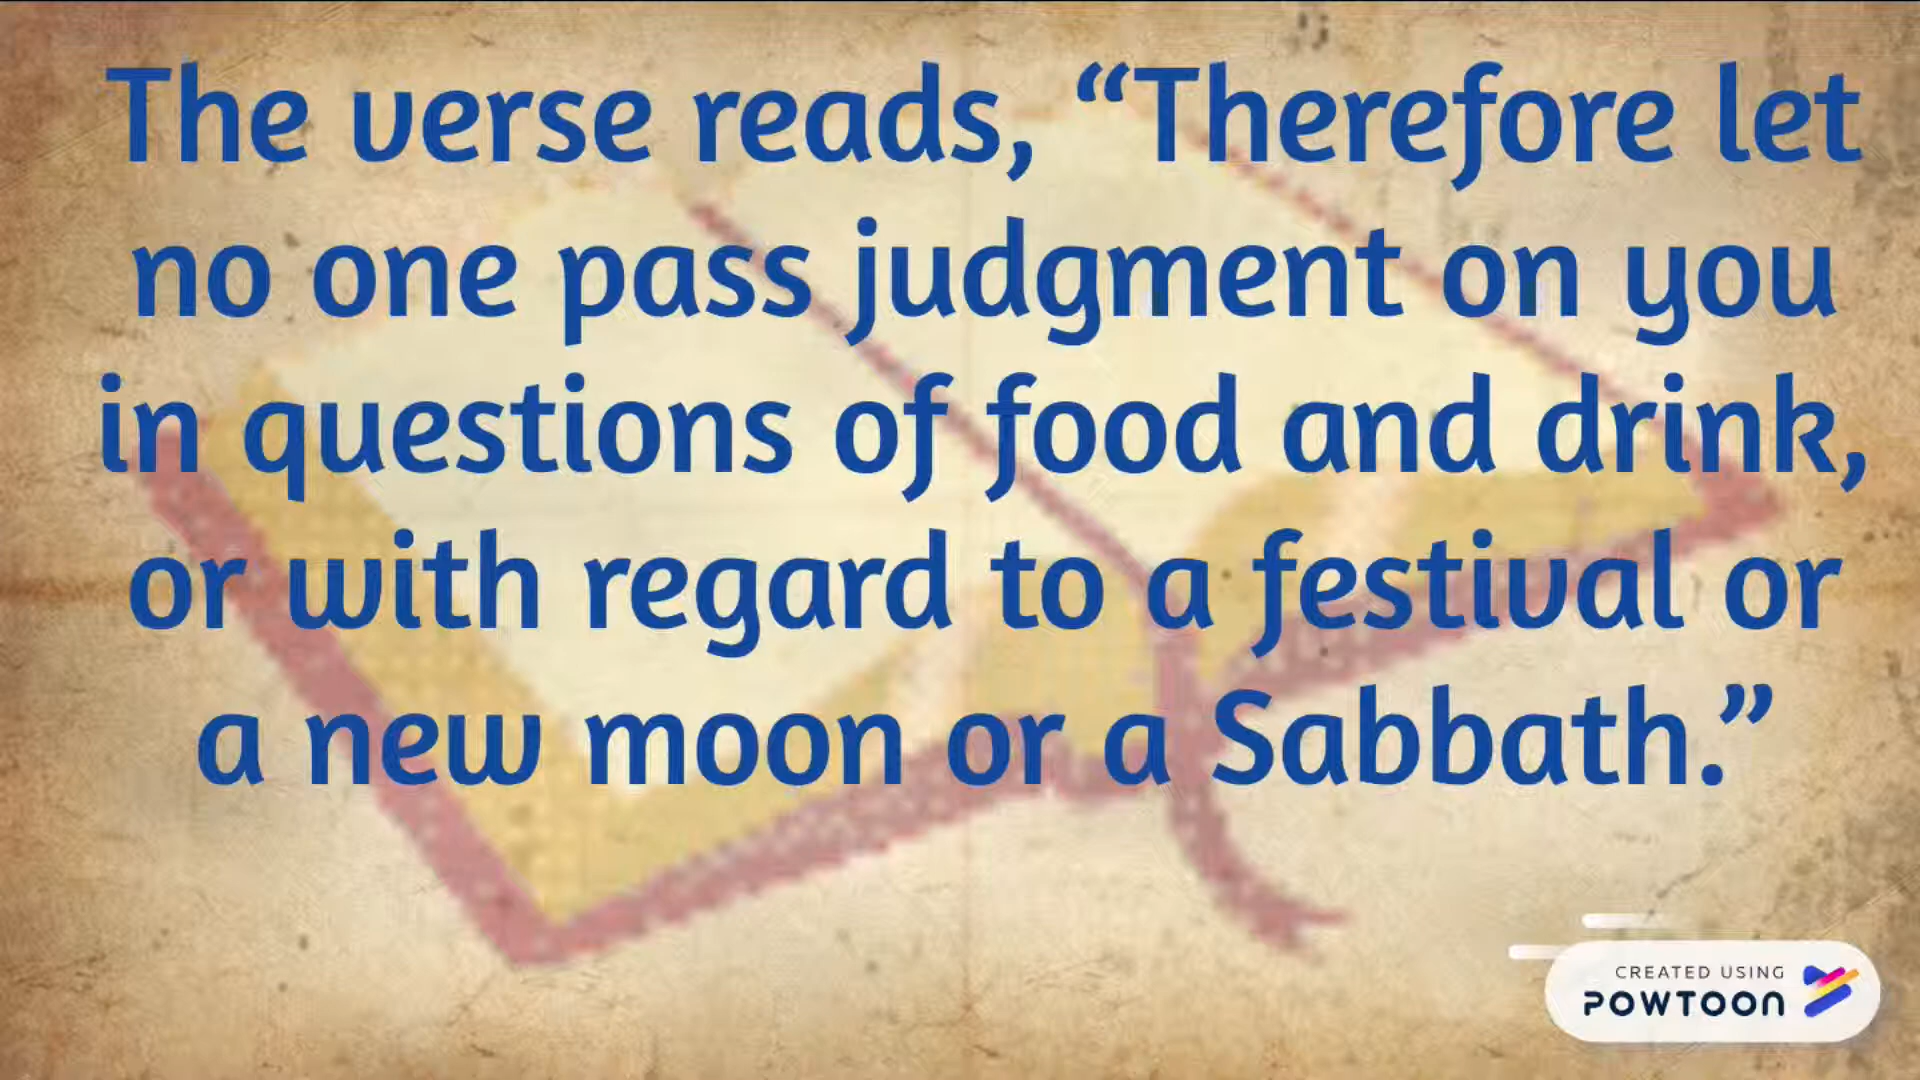 The verse reads, “Therefore let
no one pass judgment on you
in questions of food and drink,
or with regard to a festival or
a new moon or a Sabbath.”
CREATED USING
POWTOON